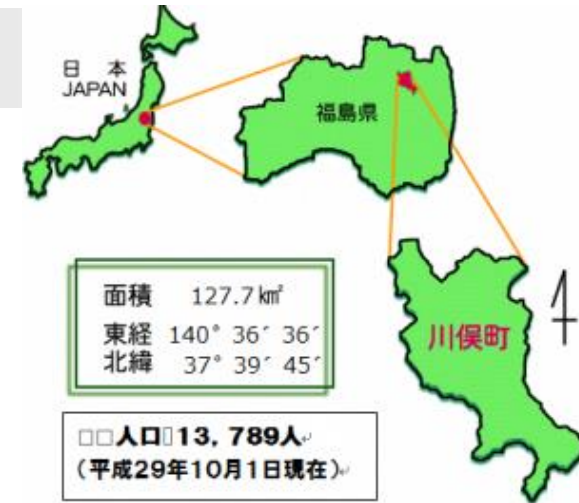 日 本
JAPAN
福島県
川俣町
面積 127.7㎢
東経 140° 36′ 36″
北緯 37° 39′ 45″
□□人口▯13,789人
(平成29年10月1日現在)